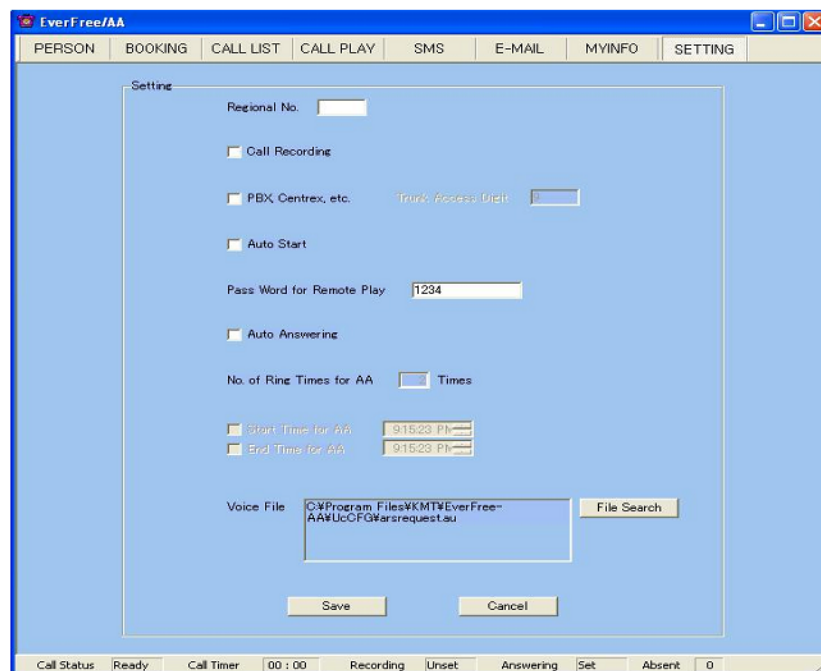 EverFree/AA
PERSON BOOKING CALL LIST CALL PLAY SMS E-MAIL MYINFO SETTING
Setting
Regional No.
Call Recording
PBX, Centrex, etc. Trunk Access Digit 9
Auto Start
Pass Word for Remote Play 1234
Auto Answering
No. of Ring Times for AA 2 Times
Start Time for AA 9:15:23 PM
End Time for AA 9:15:23 PM
Voice File C:¥Program Files¥KMT¥EverFree-
AA¥UcCFG¥arsrequest.au File Search
Save Cancel
Call Status Ready Call Timer 00 : 00 Recording Unset Answering Set Absent 0